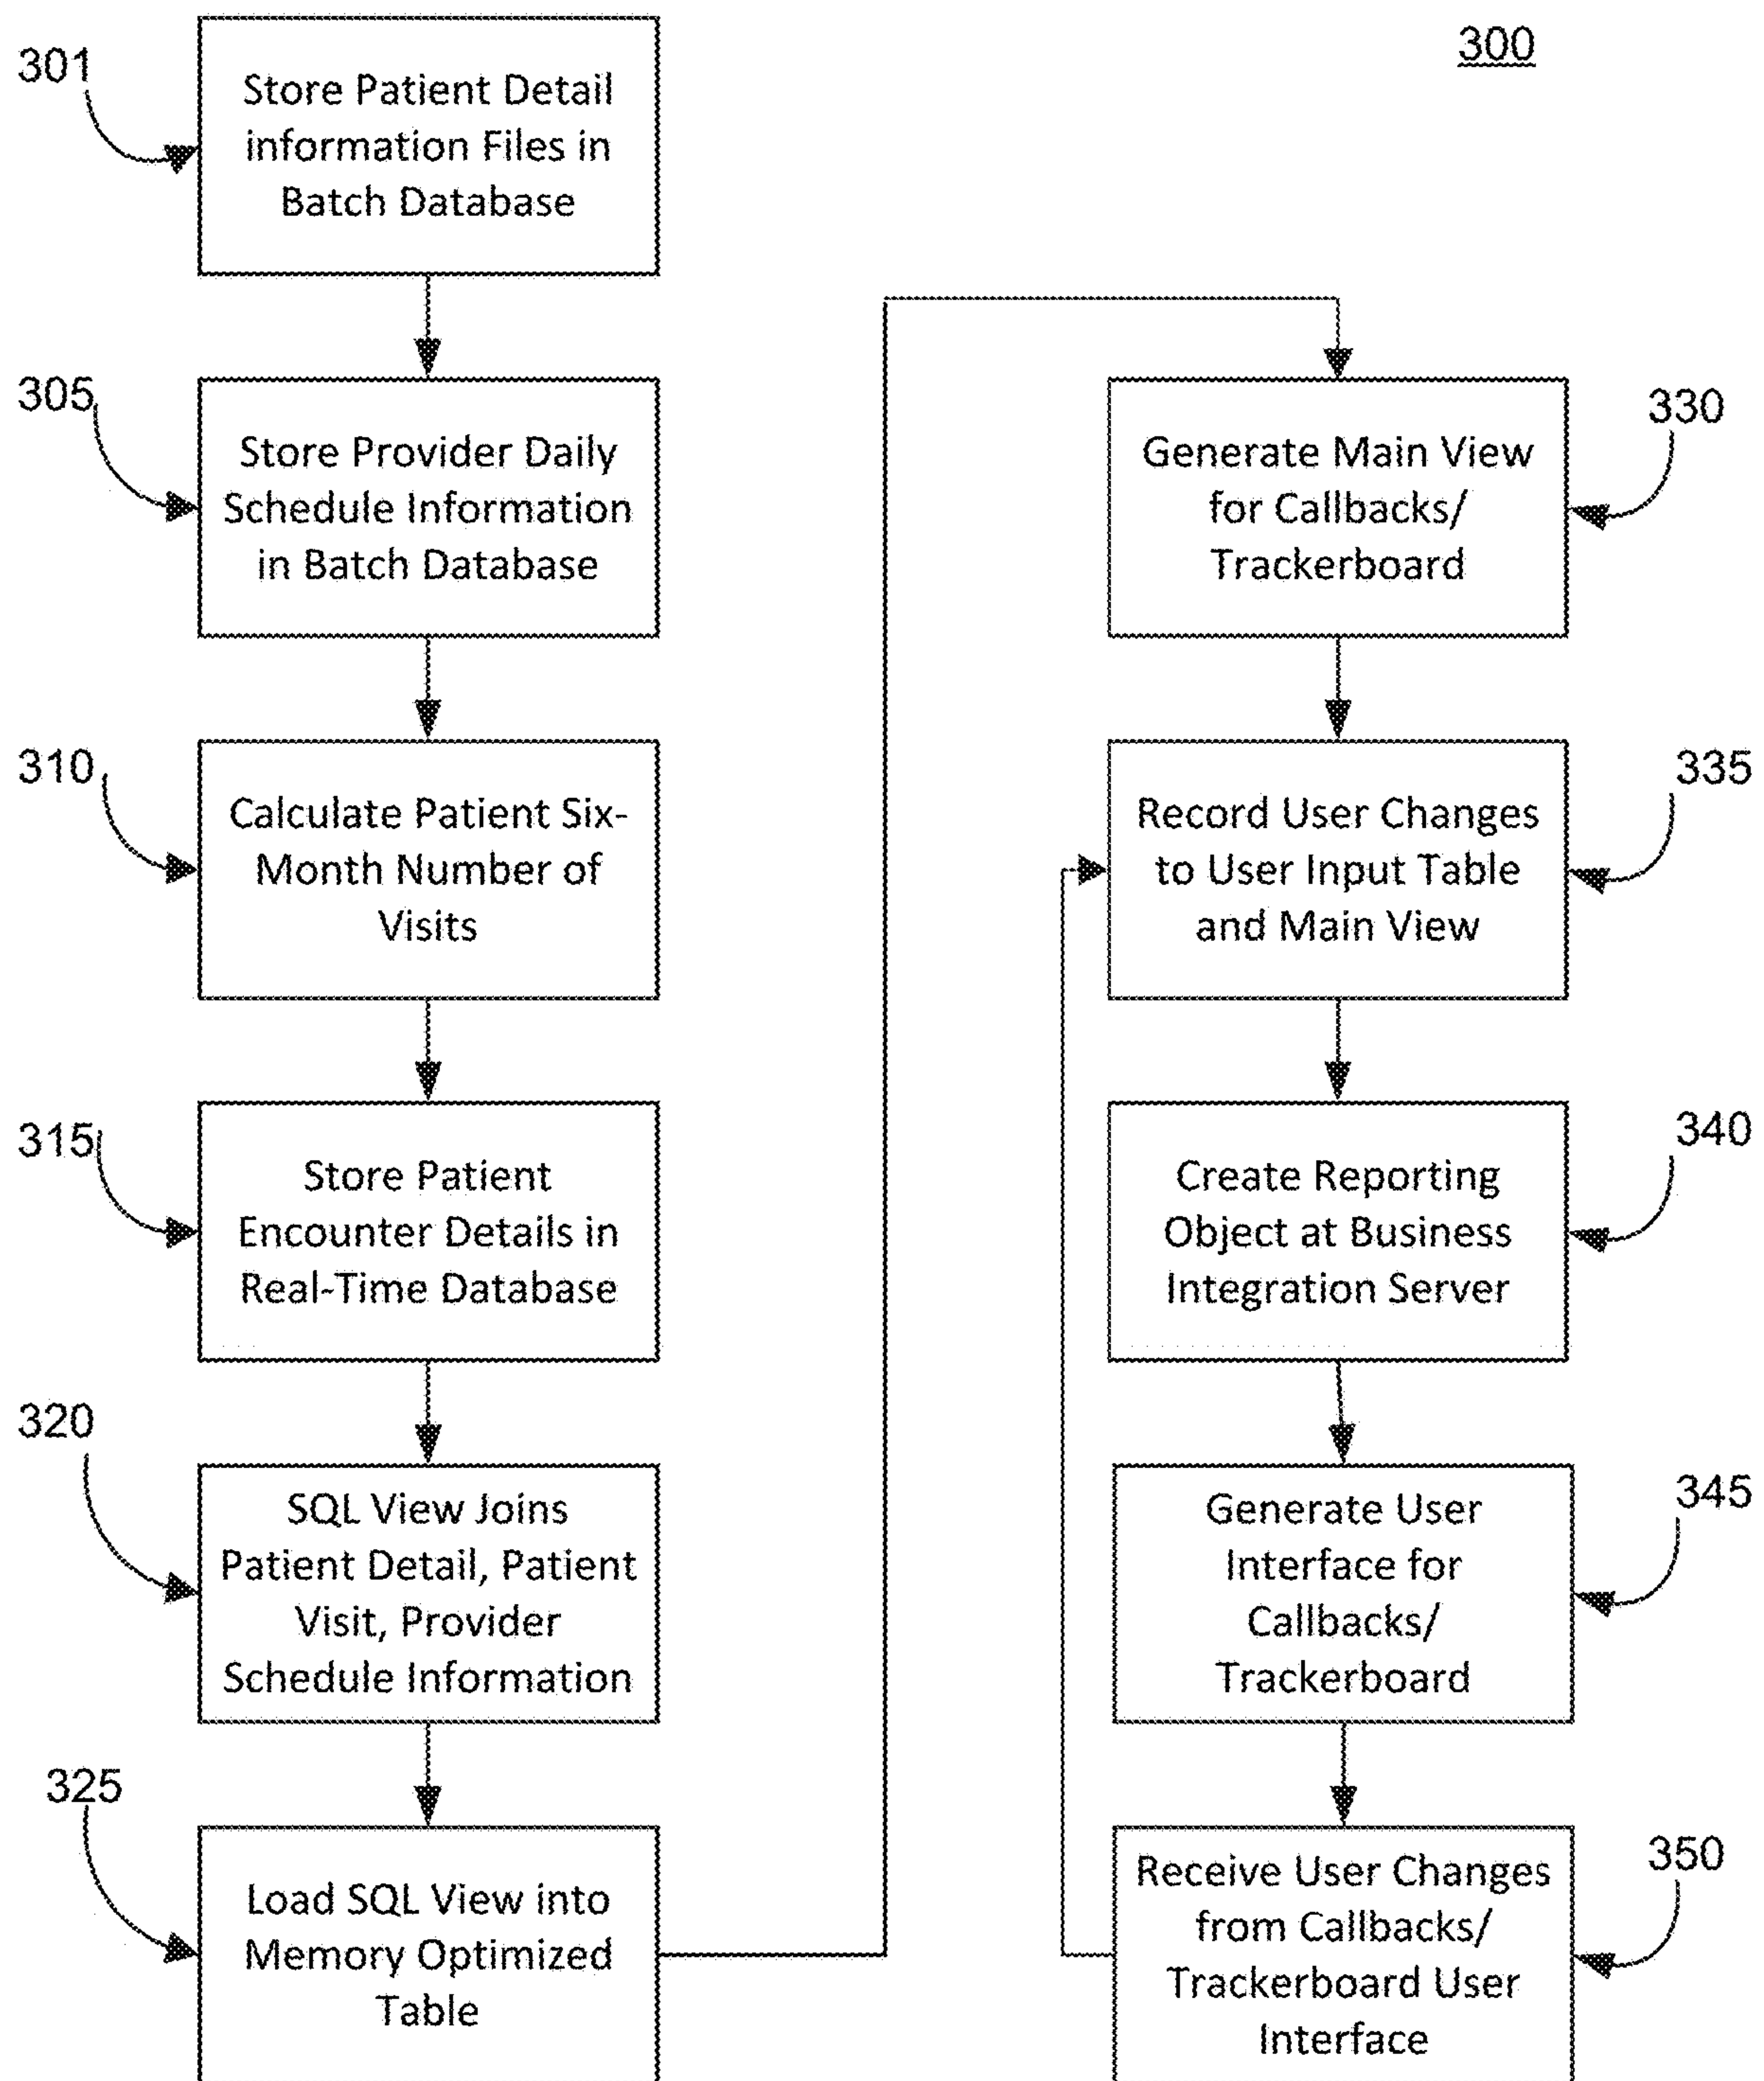 300
301
Store Patient Detail
information Files in
Batch Database
305
Store Provider Daily
Schedule Information
in Batch Database
310
Calculate Patient Six-
Month Number of
Visits
315
Store Patient
Encounter Details in
Real-Time Database
320
SQL View Joins
Patient Detail, Patient
Visit, Provider
Schedule Information
325
Load SQL View into
Memory Optimized
Table
330
Generate Main View
for Callbacks/
Trackerboard
335
Record User Changes
to User Input Table
and Main View
340
Create Reporting
Object at Business
Integration Server
345
Generate User
Interface for
Callbacks/
Trackerboard
350
Receive User Changes
from Callbacks/
Trackerboard User
Interface